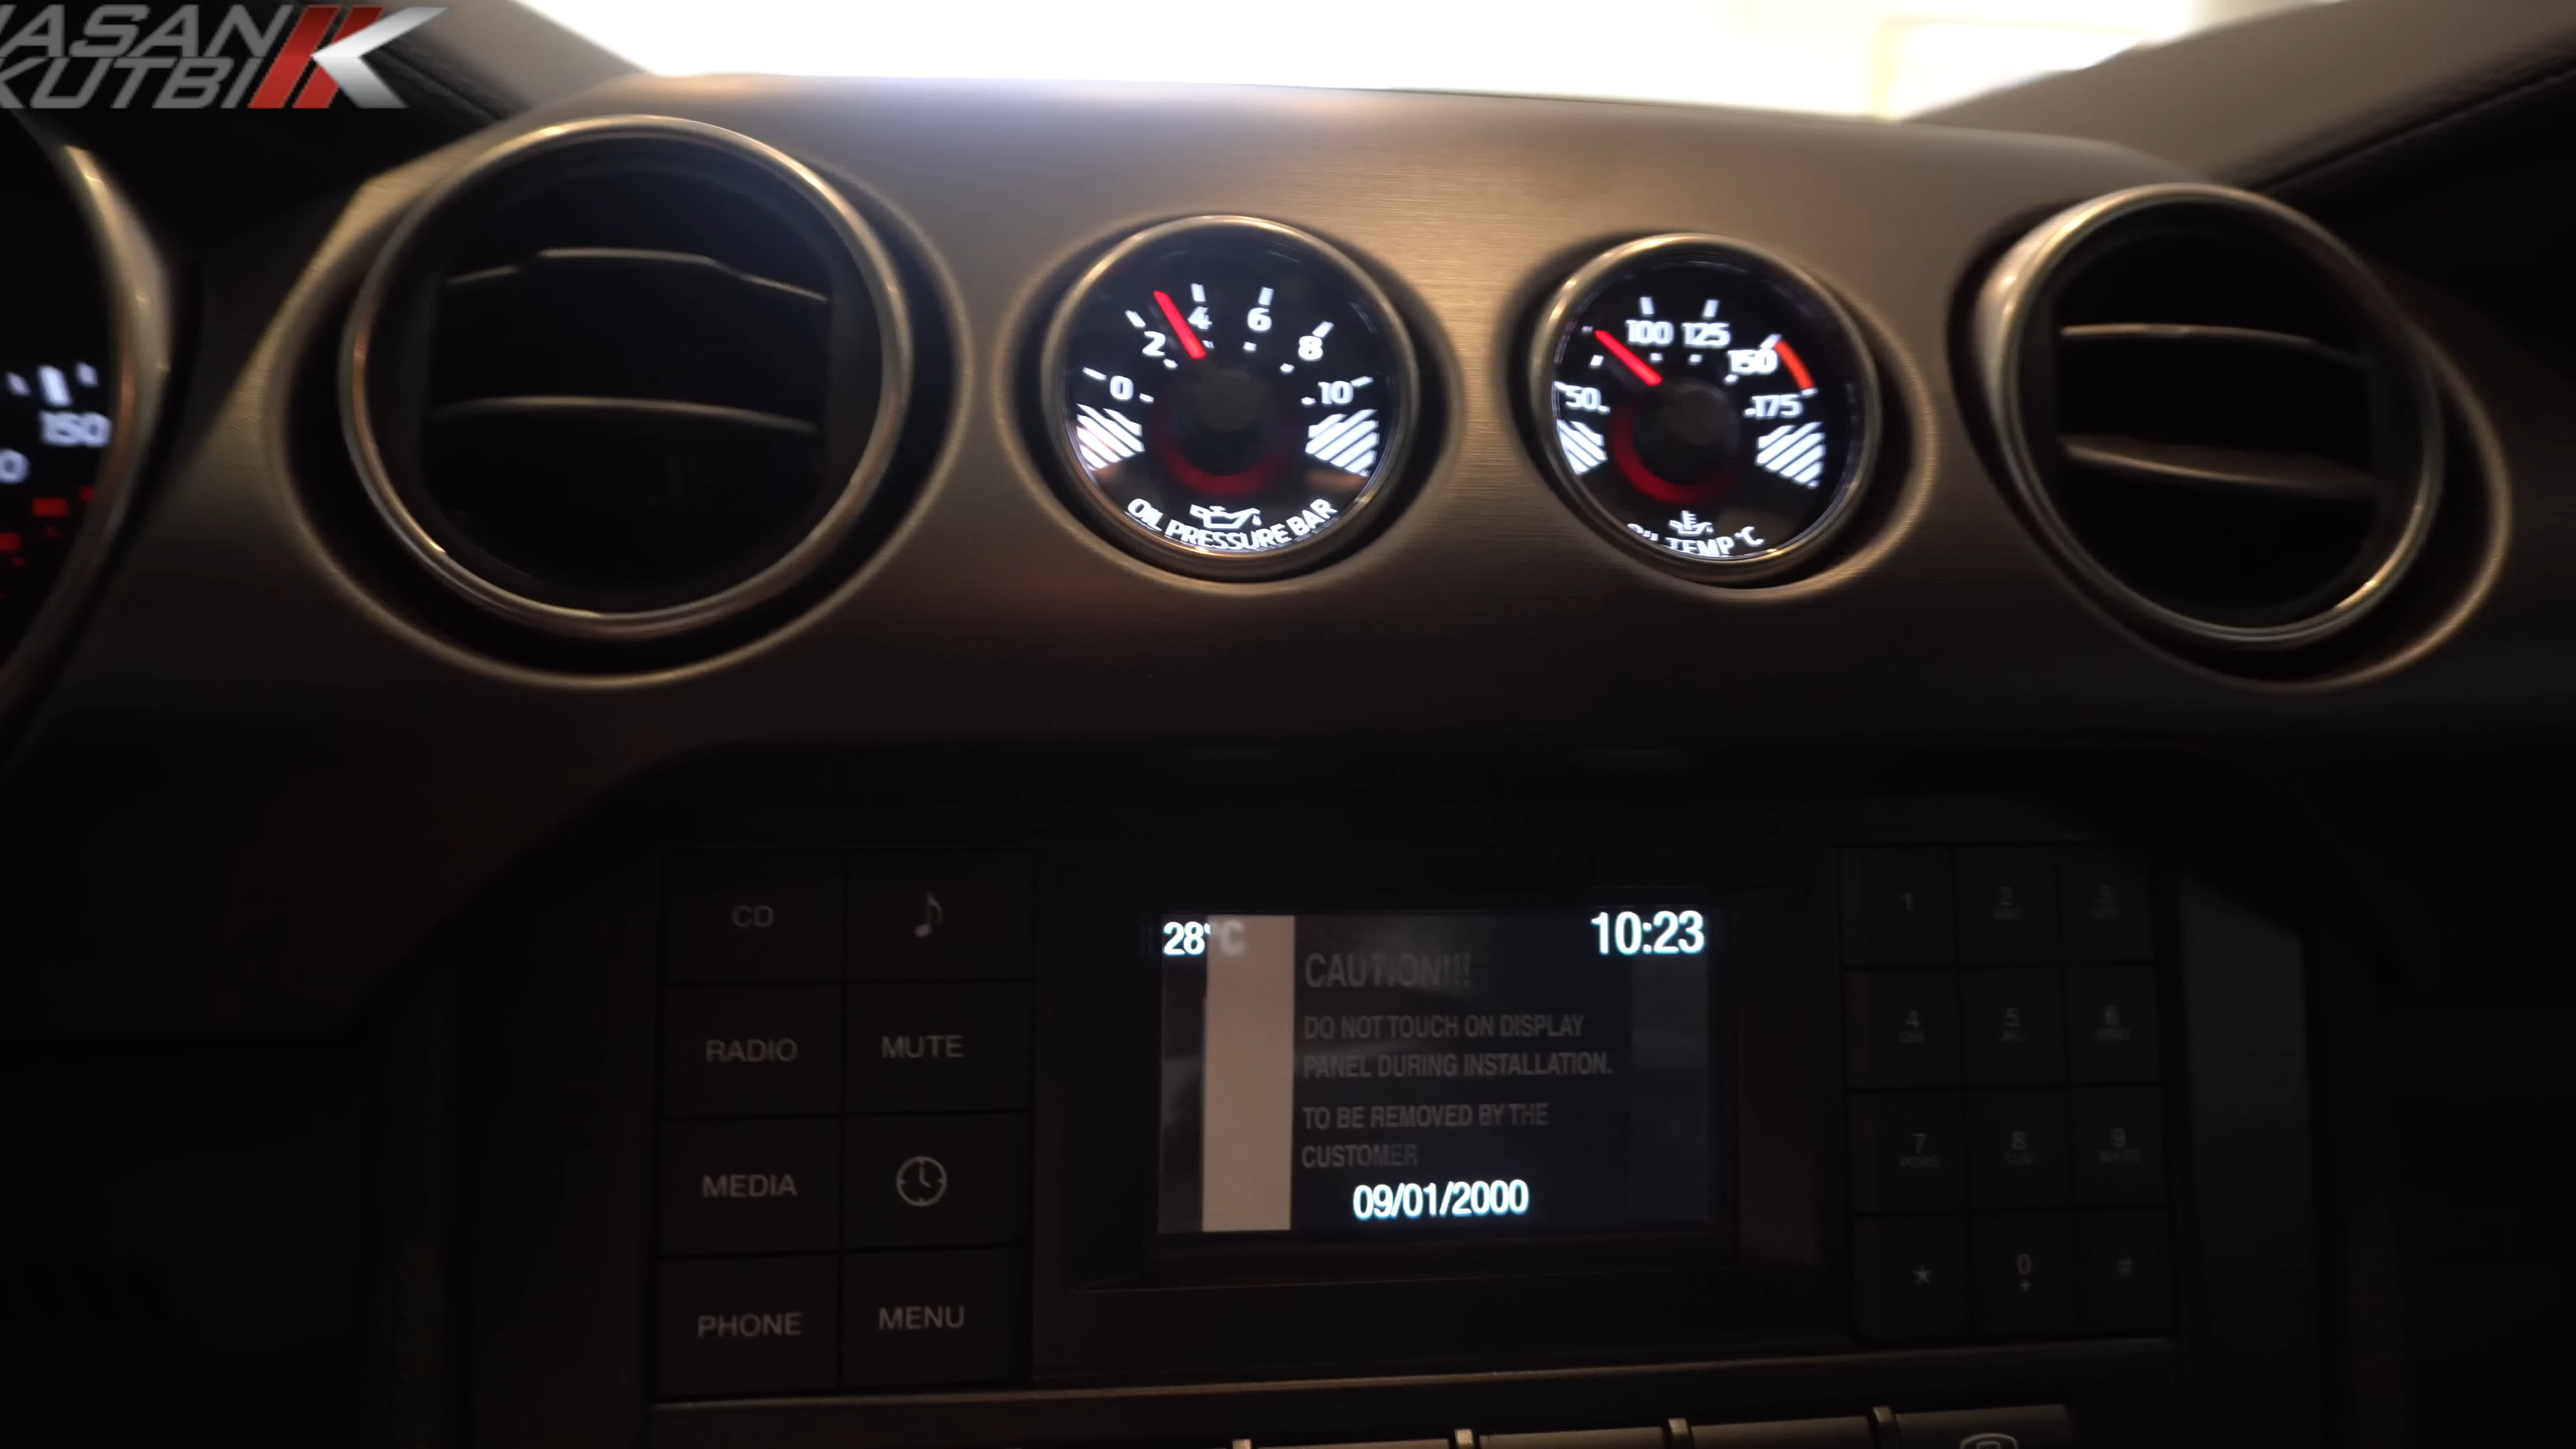 HASAN
KUTBI
150
0 2 4 6 8 10
OIL PRESSURE BAR
50 100 125 150 175
OIL TEMP °C
28°C
10:23
CAUTION!!!
DO NOT TOUCH ON DISPLAY
PANEL DURING INSTALLATION.
TO BE REMOVED BY THE
CUSTOMER
09/01/2000
CD
RADIO MUTE
MEDIA
PHONE MENU
1 2 3
4 5 6
7 8 9
* 0 #
+